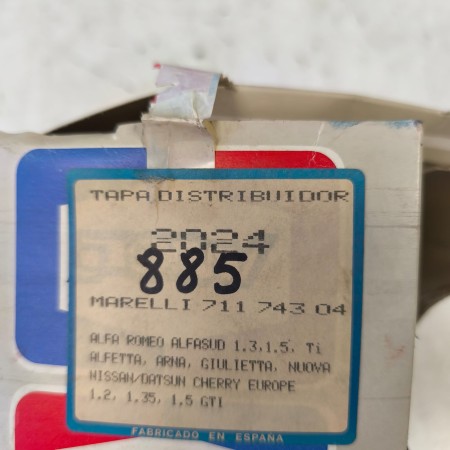 TAPA DISTRIBUIDOR
2024
885
MARELLI 711 743 04
ALFA ROMEO ALFASUD 1.3,1.5, Ti
ALFETTA, ARNA, GIULIETTA, NUOVA
NISSAN/DATSUN CHERRY EUROPE
1.2, 1.35, 1.5 GTI
FABRICADO EN ESPAÑA